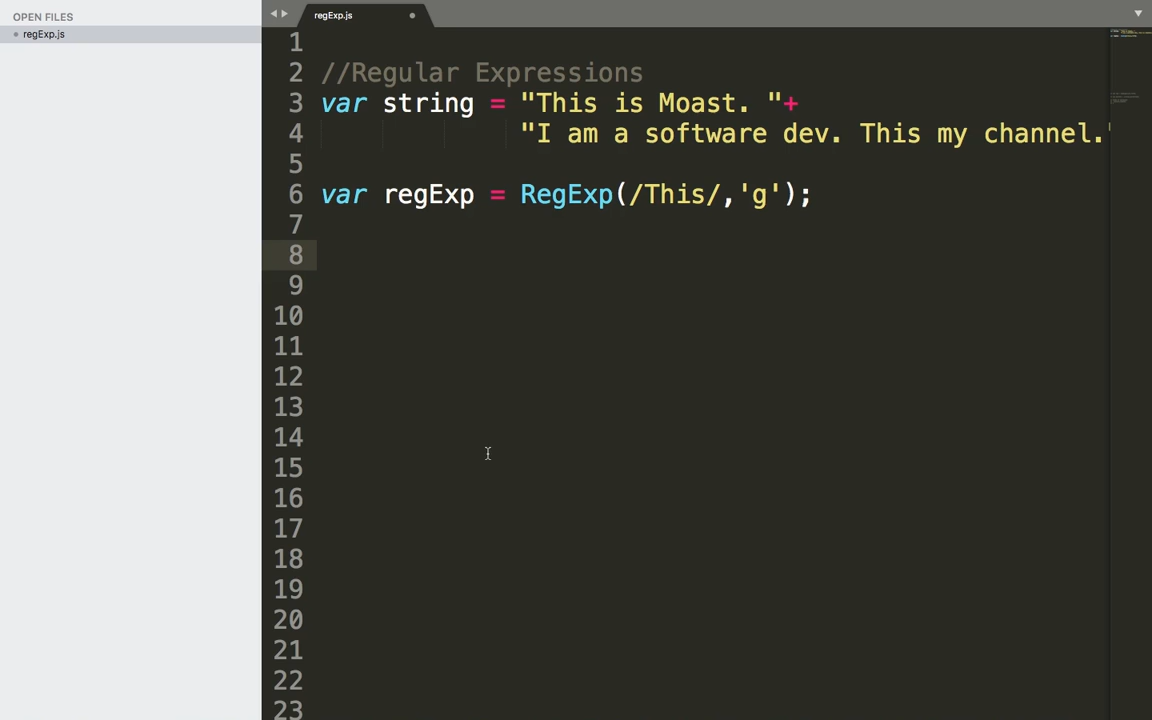 OPEN FILES
regExp.js
regExp.js
1
2 //Regular Expressions
3 var string = "This is Moast. "+
4 "I am a software dev. This my channel.
5
6 var regExp = RegExp(/This/,'g');
7
8
9
10
11
12
13
14
15
16
17
18
19
20
21
22
23